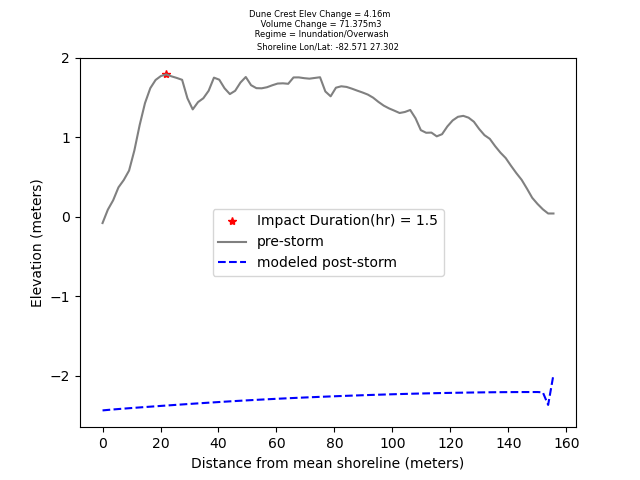 Dune Crest Elev Change = 4.16m
Volume Change = 71.375m3
Regime = Inundation/Overwash
Shoreline Lon/Lat: -82.571 27.302
2
1
0
−1
−2
Elevation (meters)
Impact Duration(hr) = 1.5
pre-storm
modeled post-storm
0 20 40 60 80 100 120 140 160
Distance from mean shoreline (meters)